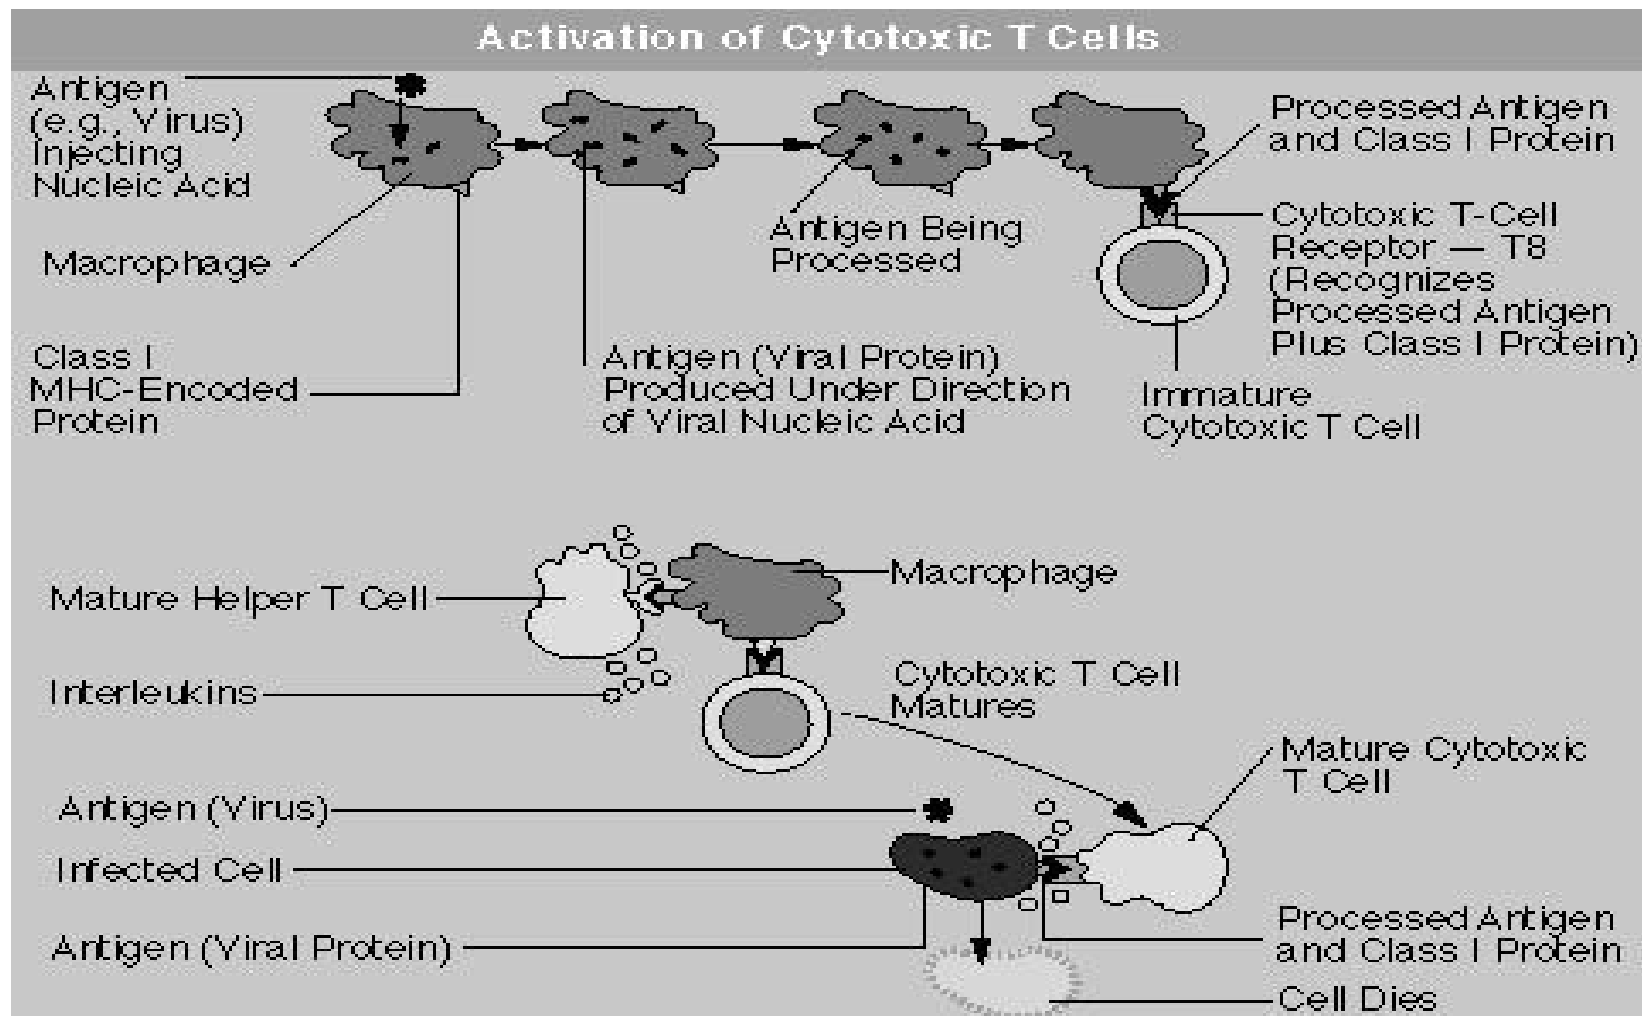 Activation of Cytotoxic T Cells
Antigen
(e.g., Virus)
Injecting
Nucleic Acid
Macrophage
Class I
MHC-Encoded
Protein
Antigen (Viral Protein)
Produced Under Direction
of Viral Nucleic Acid
Antigen Being
Processed
Processed Antigen
and Class I Protein
Cytotoxic T-Cell
Receptor — T8
(Recognizes
Processed Antigen
Plus Class I Protein)
Immature
Cytotoxic T Cell
Mature Helper T Cell
Macrophage
Interleukins
Cytotoxic T Cell
Matures
Mature Cytotoxic
T Cell
Antigen (Virus)
Infected Cell
Antigen (Viral Protein)
Processed Antigen
and Class I Protein
Cell Dies